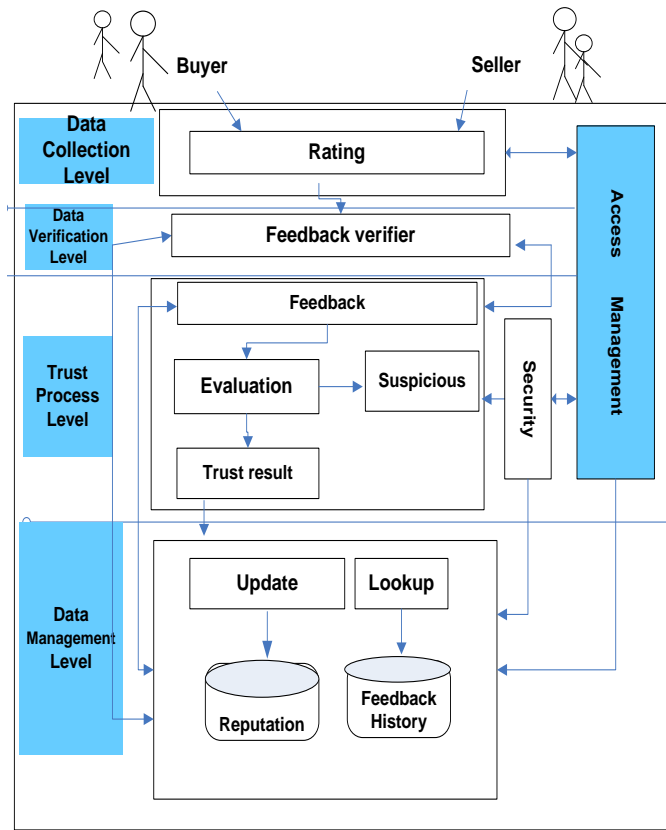 Buyer
Seller
Data
Collection
Level
Rating
Access Management
Data
Verification
Level
Feedback verifier
Feedback
Trust
Process
Level
Evaluation
Suspicious
Security
Trust result
Data
Management
Level
Update
Lookup
Reputation
Feedback
History